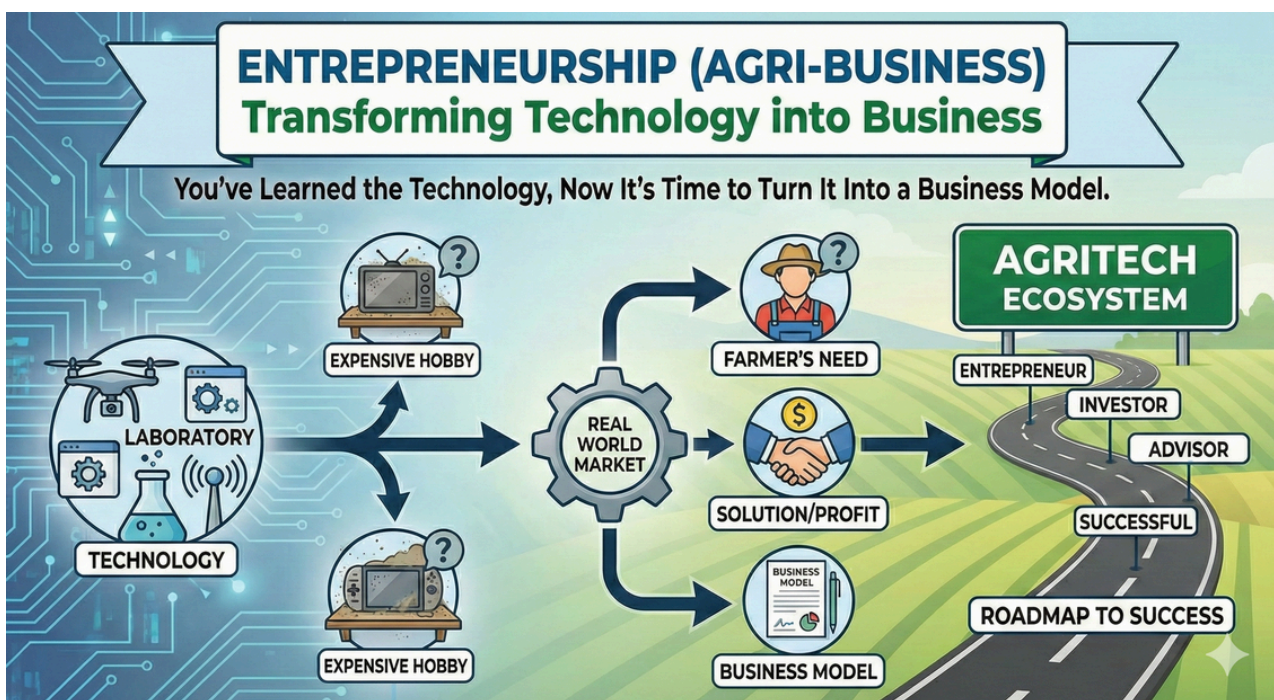 ENTREPRENEURSHIP (AGRI-BUSINESS)
Transforming Technology into Business
You've Learned the Technology, Now It's Time to Turn It Into a Business Model.
LABORATORY
TECHNOLOGY
?
EXPENSIVE HOBBY
?
EXPENSIVE HOBBY
REAL
WORLD
MARKET
?
FARMER'S NEED
$
SOLUTION/PROFIT
BUSINESS
MODEL
BUSINESS MODEL
AGRITECH
ECOSYSTEM
ENTREPRENEUR
INVESTOR
ADVISOR
SUCCESSFUL
ROADMAP TO SUCCESS